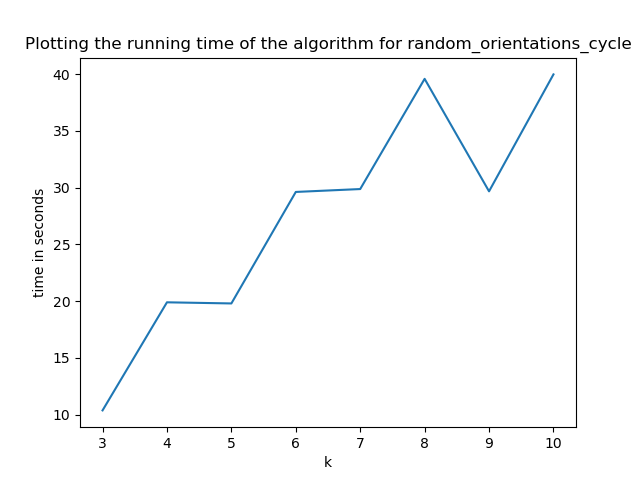 Plotting the running time of the algorithm for random_orientations_cycle
40
35
30
25
20
15
10
time in seconds
3 4 5 6 7 8 9 10
k